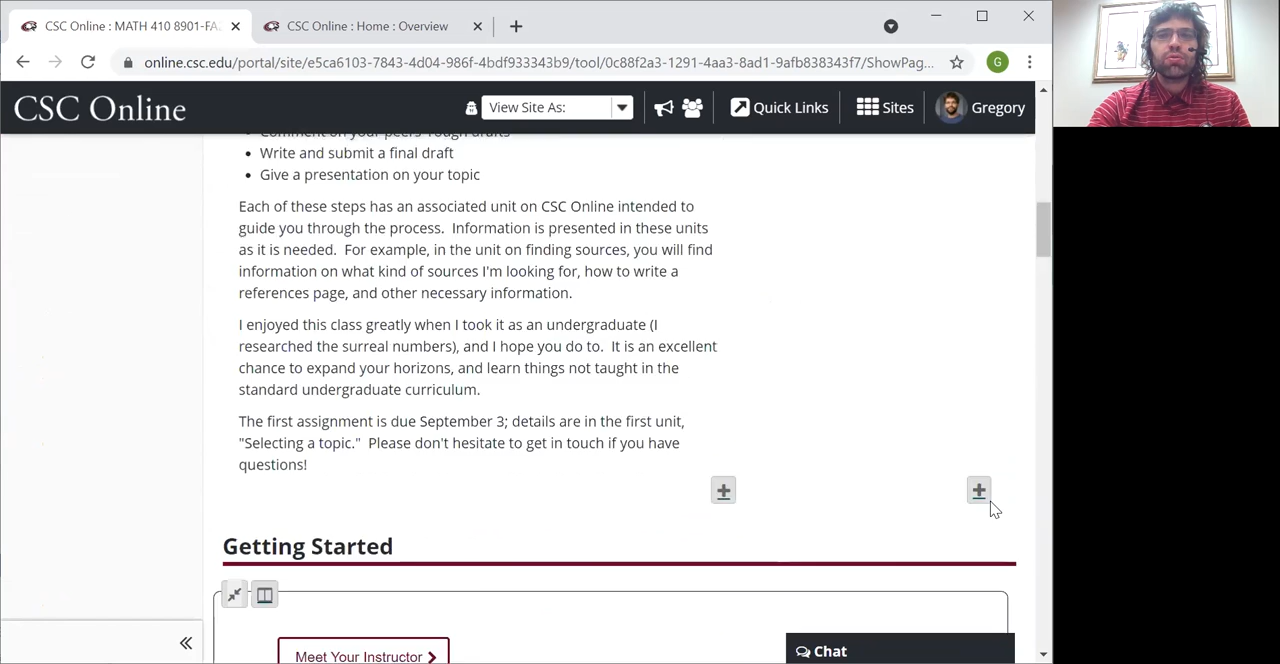 CSC Online : MATH 410 8901-FA
CSC Online : Home : Overview
online.csc.edu/portal/site/e5ca6103-7843-4d04-986f-4bdf933343b9/tool/0c88f2a3-1291-4aa3-8ad1-9afb838343f7/ShowPag...
G
CSC Online
View Site As:
Quick Links
Sites
Gregory
Comment on your peers' rough drafts
• Write and submit a final draft
• Give a presentation on your topic
Each of these steps has an associated unit on CSC Online intended to
guide you through the process. Information is presented in these units
as it is needed. For example, in the unit on finding sources, you will find
information on what kind of sources I'm looking for, how to write a
references page, and other necessary information.
I enjoyed this class greatly when I took it as an undergraduate (I
researched the surreal numbers), and I hope you do to. It is an excellent
chance to expand your horizons, and learn things not taught in the
standard undergraduate curriculum.
The first assignment is due September 3; details are in the first unit,
"Selecting a topic." Please don't hesitate to get in touch if you have
questions!
Getting Started
Meet Your Instructor
Chat